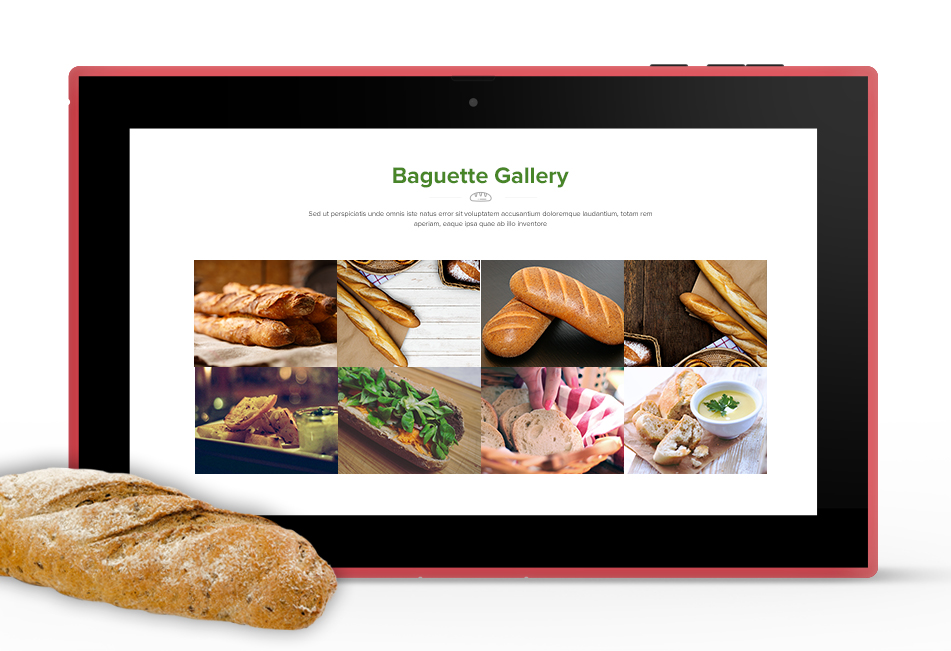 Baguette Gallery
Sed ut perspiciatis unde omnis iste natus error sit voluptatem accusantium doloremque laudantium, totam rem
aperiam, eaque ipsa quae ab illo inventore